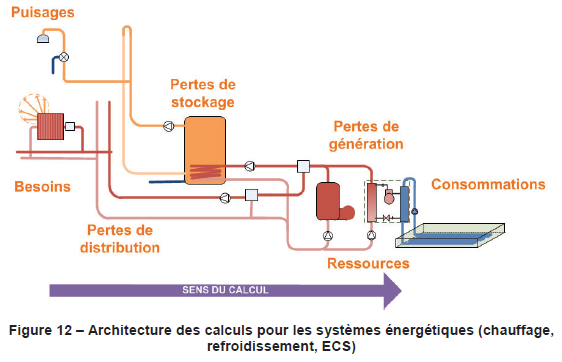 Puisages
Pertes de
stockage
Pertes de
génération
Besoins
Consommations
Pertes de
distribution
Ressources
SENS DU CALCUL
Figure 12 – Architecture des calculs pour les systèmes énergétiques (chauffage,
refroidissement, ECS)